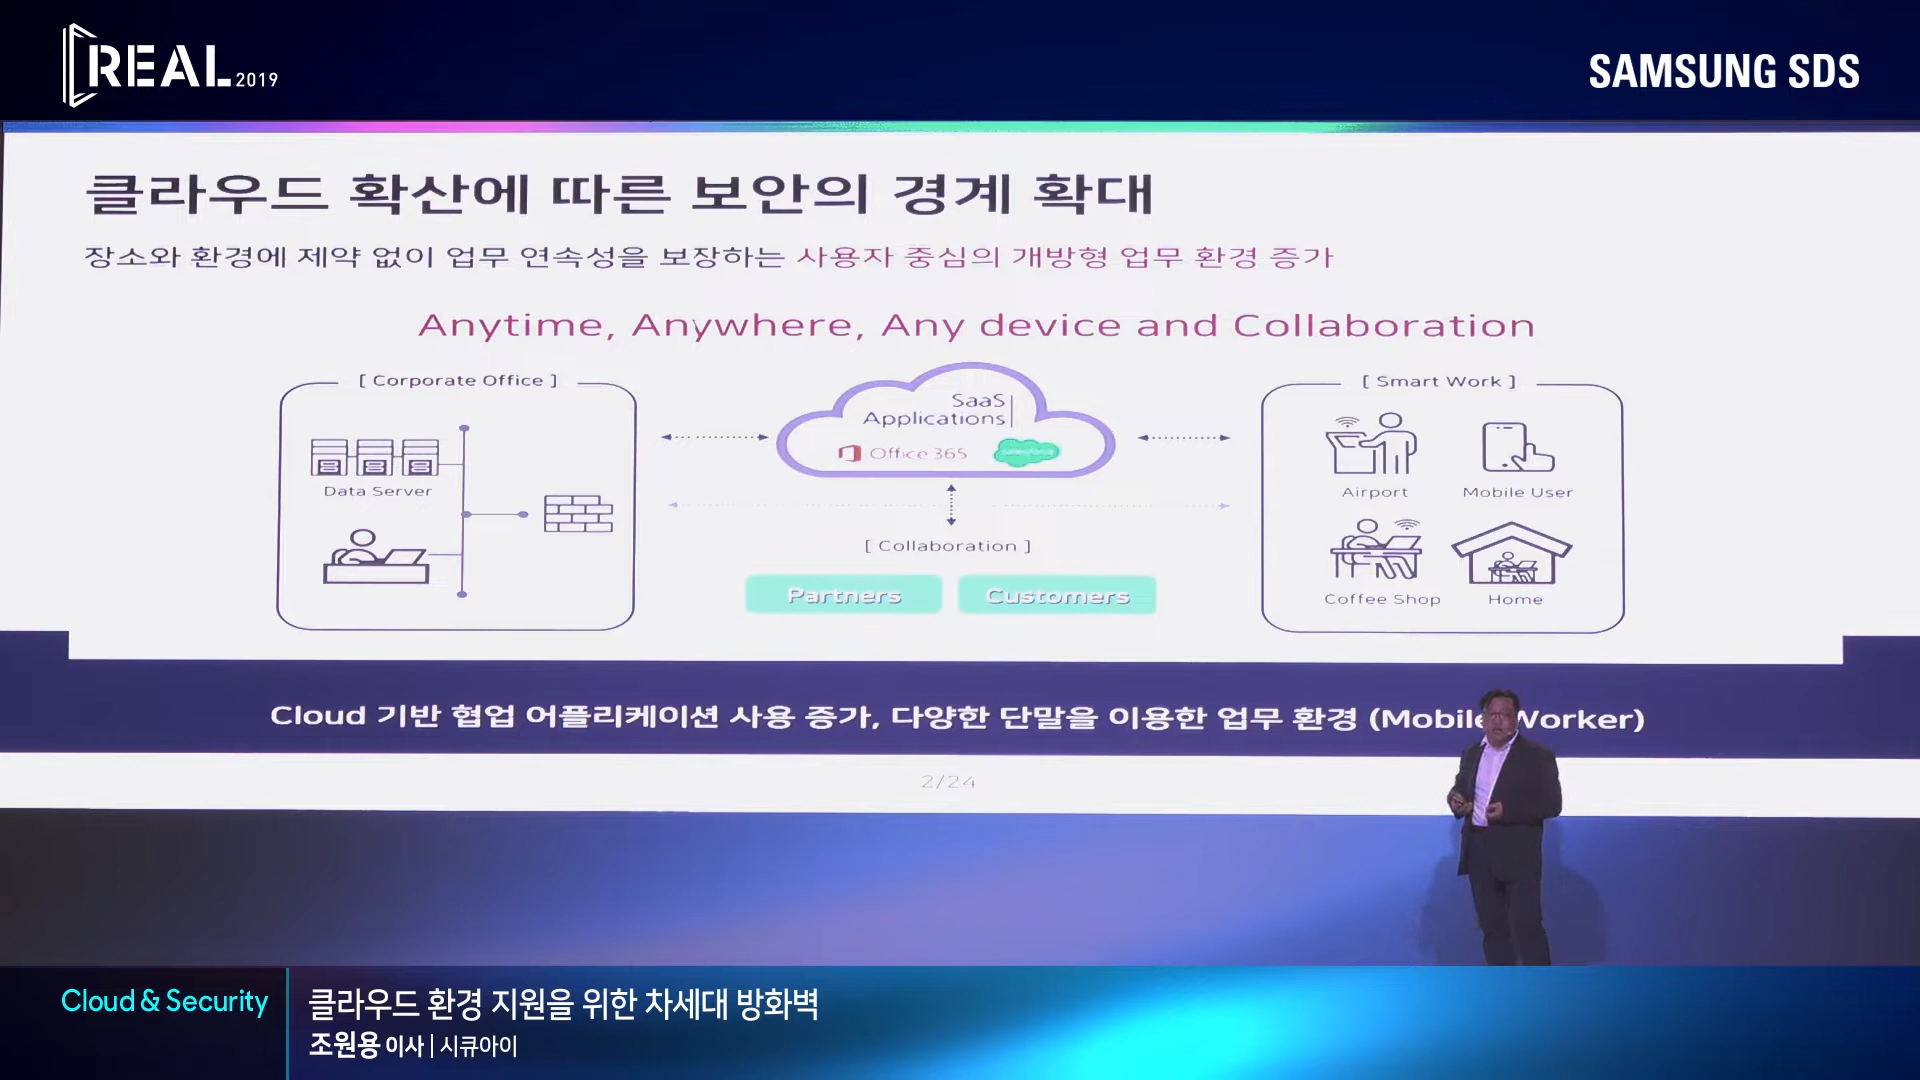 REAL 2019
SAMSUNG SDS
클라우드 확산에 따른 보안의 경계 확대
장소와 환경에 제약 없이 업무 연속성을 보장하는 사용자 중심의 개방형 업무 환경 증가
Anytime, Anywhere, Any device and Collaboration
[ Corporate Office ]
Data Server
SaaS
Applications
Office 365
salesforce
[ Collaboration ]
Partners
Customers
[ Smart Work ]
Airport
Mobile User
Coffee Shop
Home
Cloud 기반 협업 어플리케이션 사용 증가, 다양한 단말을 이용한 업무 환경 (Mobile Worker)
2/24
Cloud & Security
클라우드 환경 지원을 위한 차세대 방화벽
조원용 이사 | 시큐아이